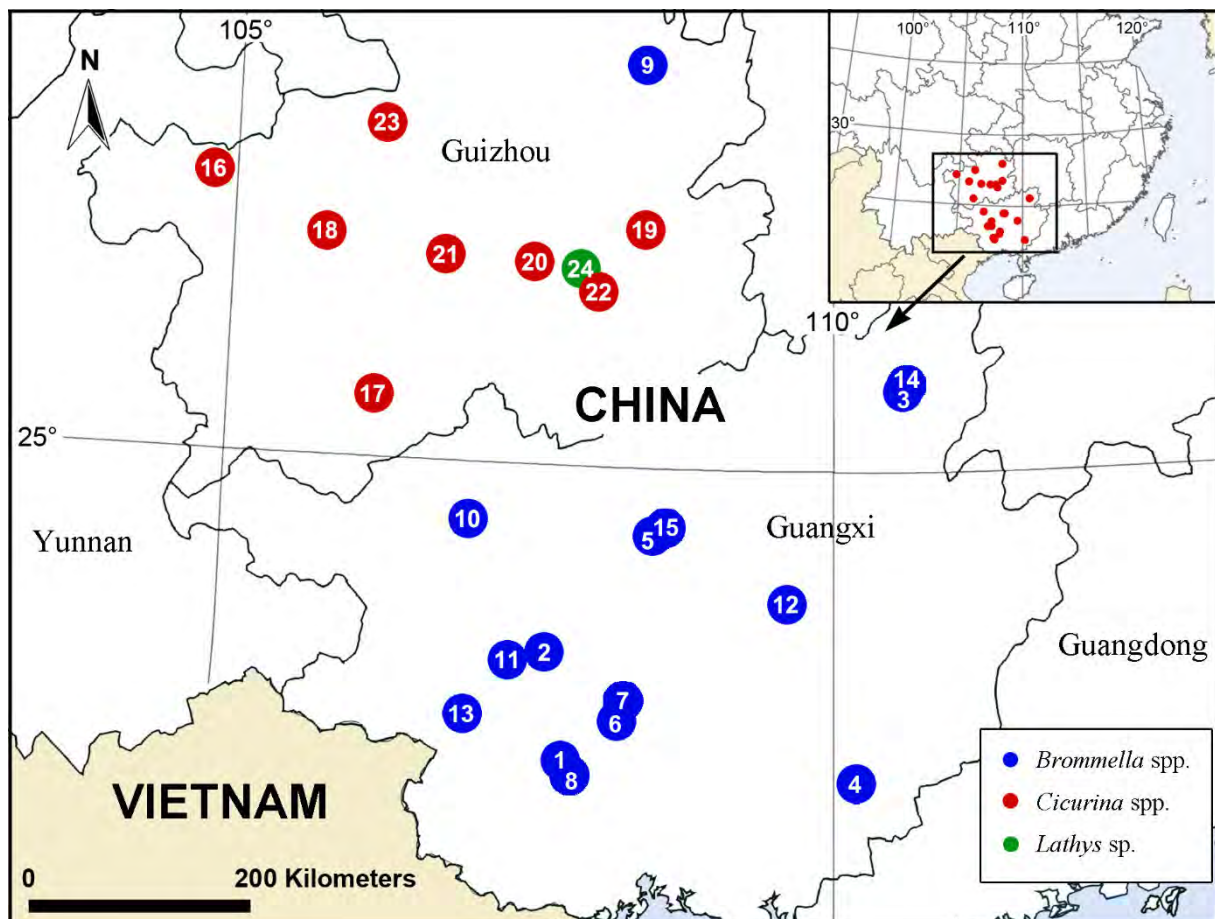 105°
N
9
23
16
Guizhou
18
19
21
20
24
22
17
CHINA
14
3
25°
110°
100°
110°
120°
30°
10
15
5
Yunnan
Guangxi
12
11
2
Guangdong
7
13
6
1
8
4
VIETNAM
0
200 Kilometers
Brommella spp.
Cicurina spp.
Lathys sp.